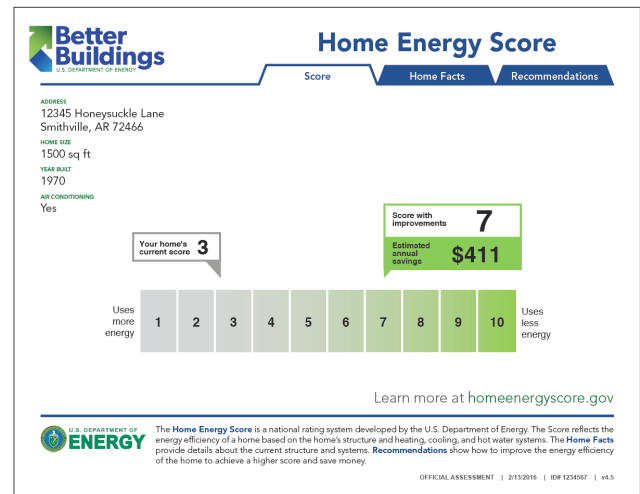 Better
Buildings
U.S. DEPARTMENT OF ENERGY
Home Energy Score
Score
Home Facts
Recommendations
ADDRESS
12345 Honeysuckle Lane
Smithville, AR 72466
HOME SIZE
1500 sq ft
YEAR BUILT
1970
AIR CONDITIONING
Yes
Your home's
current score 3
Score with
improvements 7
Estimated
annual
savings $411
Uses
more
energy
1 2 3 4 5 6 7 8 9 10
Uses
less
energy
Learn more at homeenergyscore.gov
U.S. DEPARTMENT OF
ENERGY
The Home Energy Score is a national rating system developed by the U.S. Department of Energy. The Score reflects the
energy efficiency of a home based on the home's structure and heating, cooling, and hot water systems. The Home Facts
provide details about the current structure and systems. Recommendations show how to improve the energy efficiency
of the home to achieve a higher score and save money.
OFFICIAL ASSESSMENT | 2/13/2016 | ID# 1234567 | v4.5